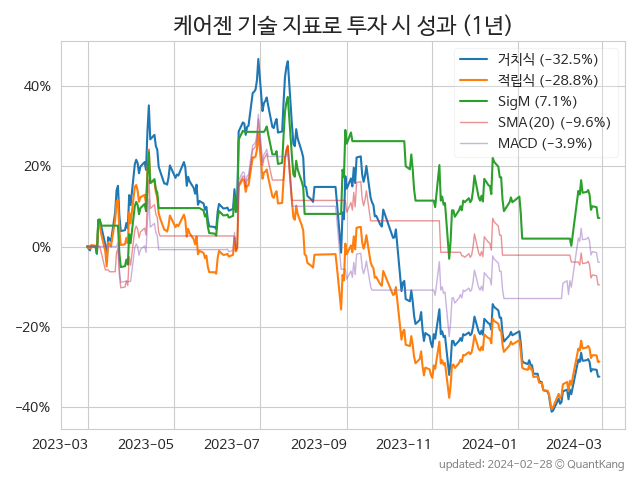 케어젠 기술 지표로 투자 시 성과 (1년)
거치식 (−32.5%)
적립식 (−28.8%)
SigM (7.1%)
SMA(20) (−9.6%)
MACD (−3.9%)
40%
20%
0%
−20%
−40%
2023-03 2023-05 2023-07 2023-09 2023-11 2024-01 2024-03
updated: 2024-02-28 ⓒ QuantKang